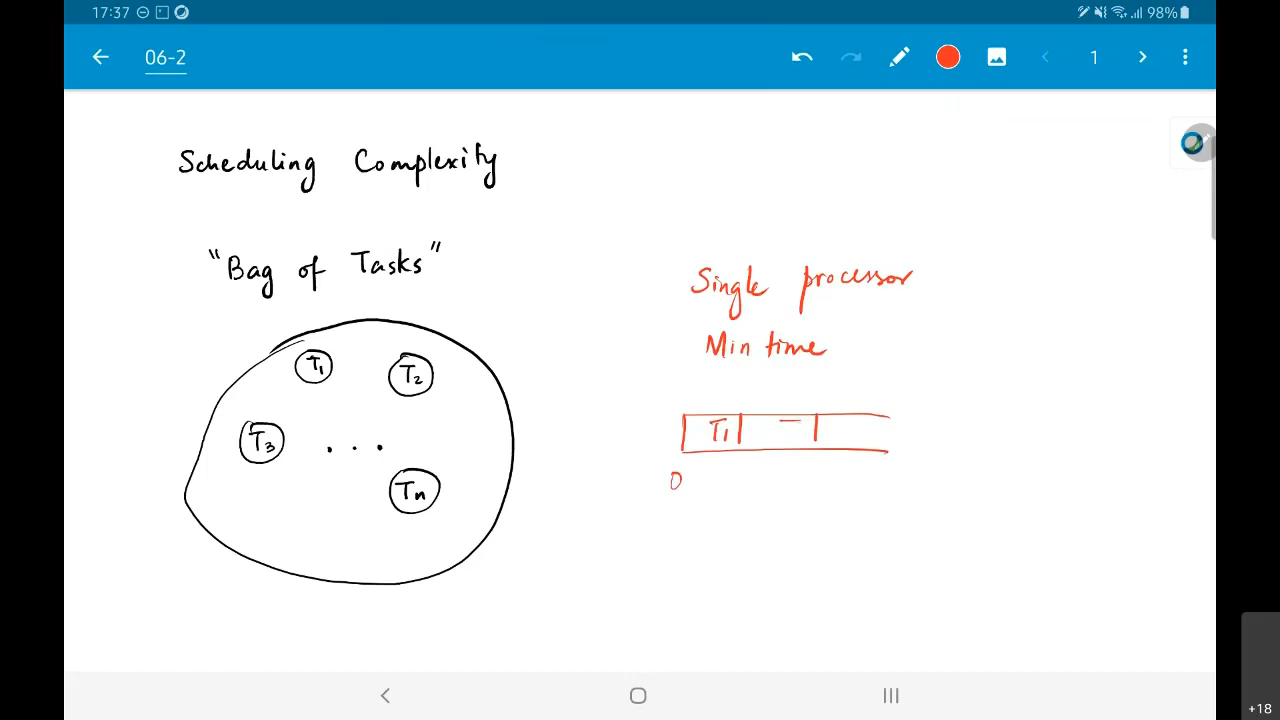 17:37
98%
06-2
1
Scheduling Complexity
"Bag of Tasks"
T1
T2
T3
...
Tn
Single processor
Min time
T1
0
+18